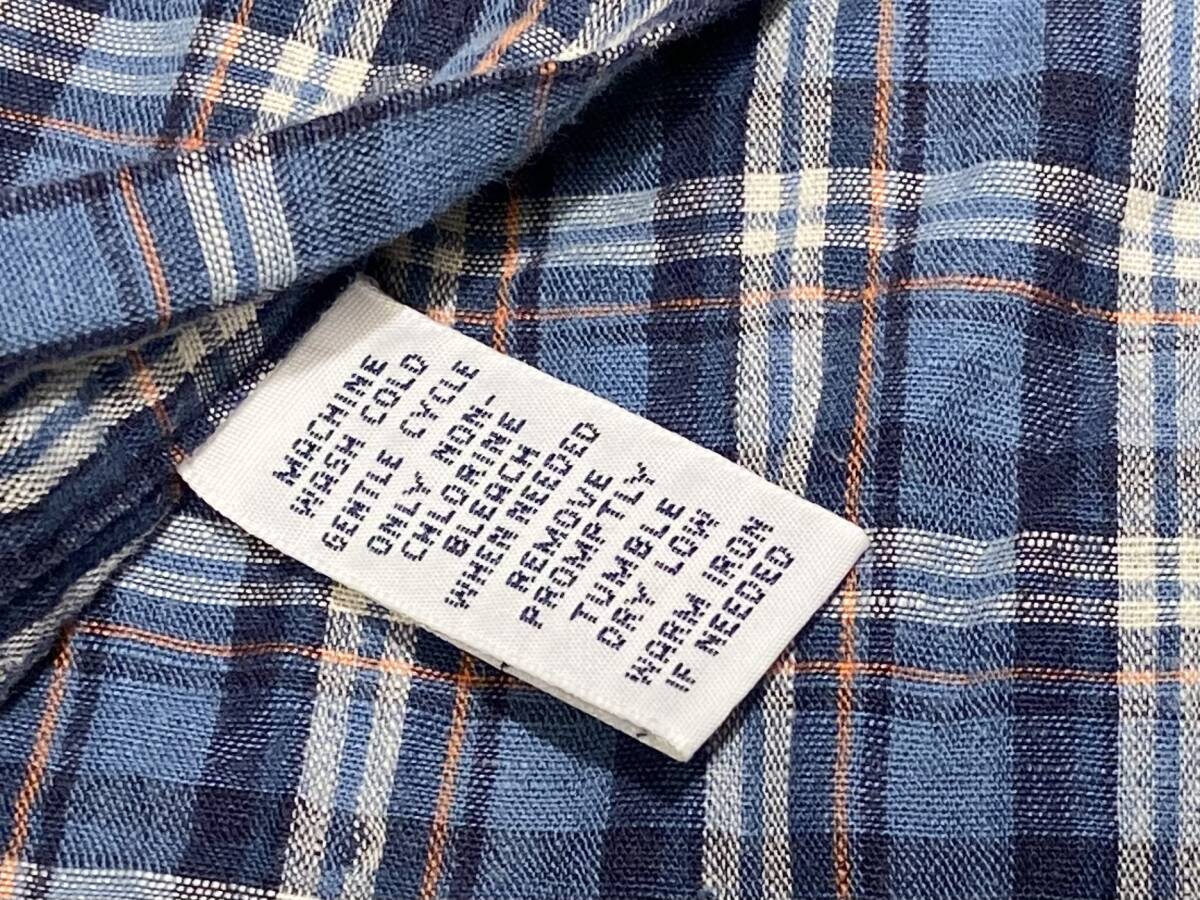 MACHINE
WASH COLD
GENTLE CYCLE
ONLY NON-
CHLORINE
BLEACH
WHEN NEEDED
REMOVE
PROMPTLY
TUMBLE
DRY LOW
WARM IRON
IF NEEDED